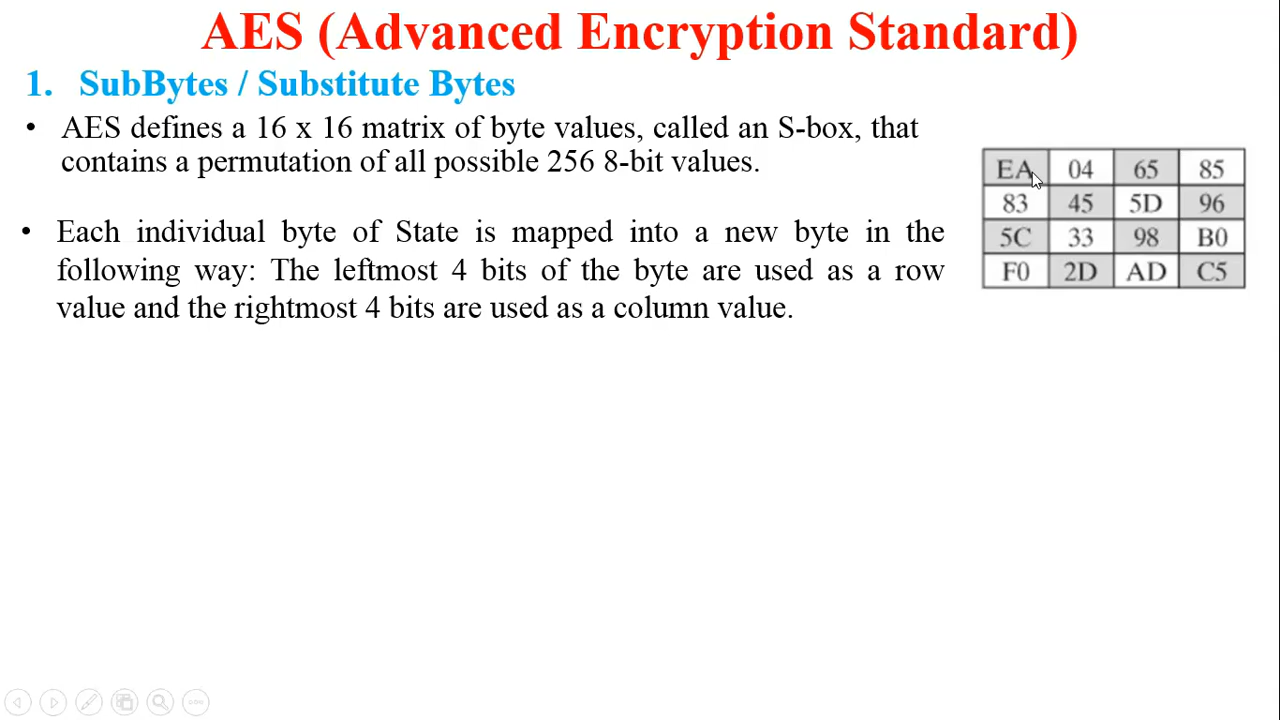 AES (Advanced Encryption Standard)
1. SubBytes / Substitute Bytes
• AES defines a 16 x 16 matrix of byte values, called an S-box, that
contains a permutation of all possible 256 8-bit values.
• Each individual byte of State is mapped into a new byte in the
following way: The leftmost 4 bits of the byte are used as a row
value and the rightmost 4 bits are used as a column value.
EA 04 65 85
83 45 5D 96
5C 33 98 B0
F0 2D AD C5